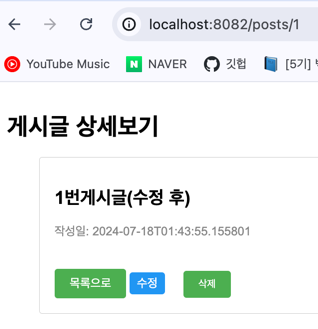 localhost:8082/posts/1
YouTube Music NAVER 깃헙 [5기]
게시글 상세보기
1번게시글(수정 후)
작성일: 2024-07-18T01:43:55.155801
목록으로 수정 삭제